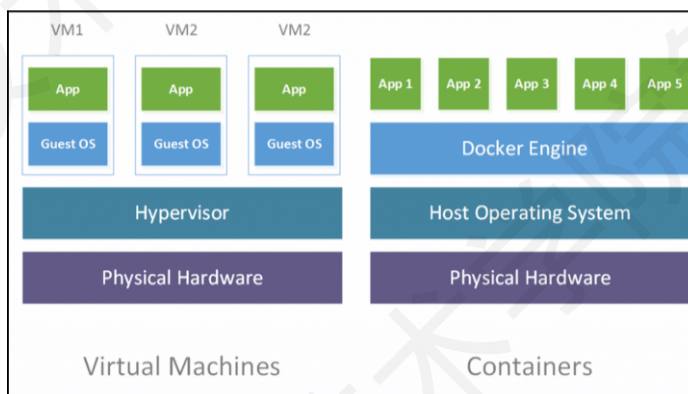 VM1 VM2 VM2
App App App App 1 App 2 App 3 App 4 App 5
Guest OS Guest OS Guest OS Docker Engine
Hypervisor Host Operating System
Physical Hardware Physical Hardware
Virtual Machines Containers